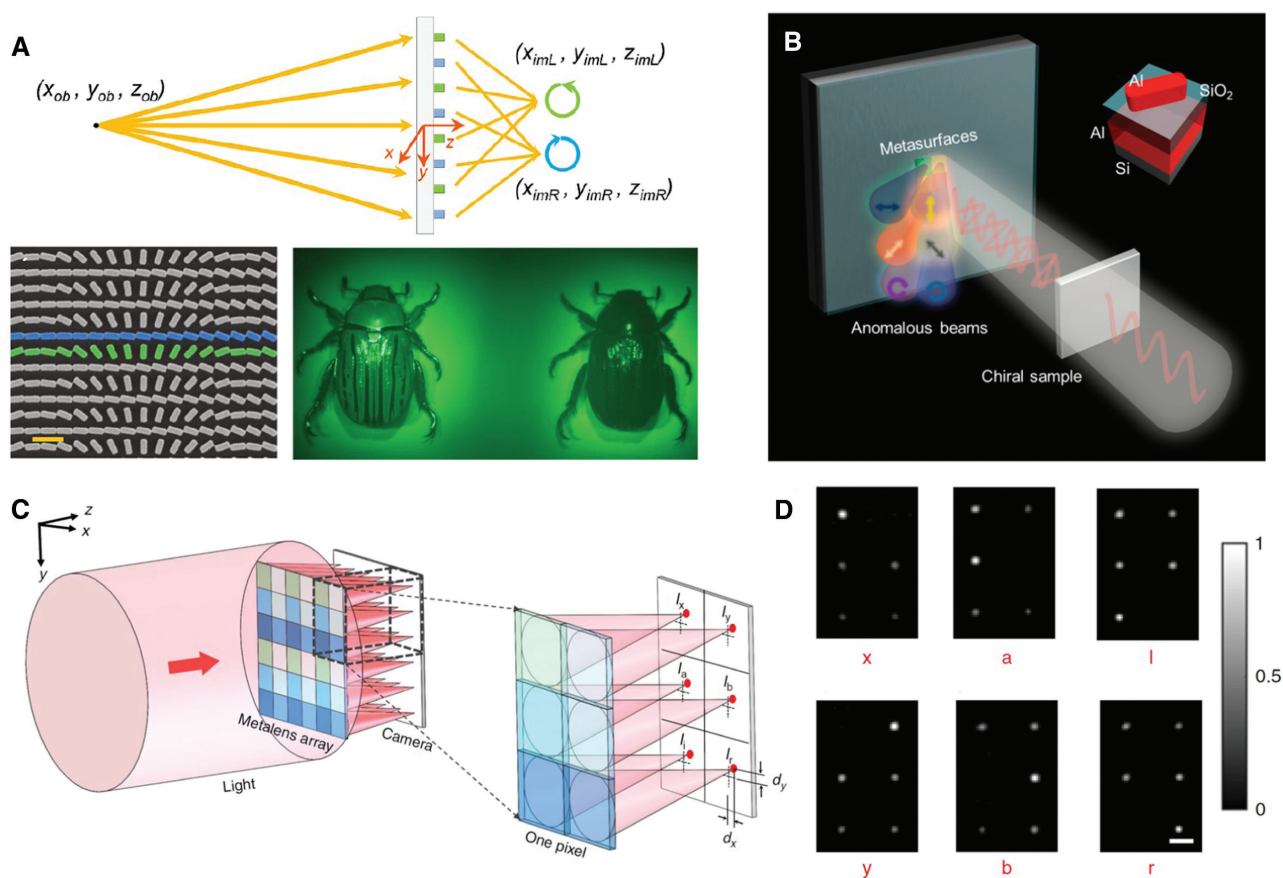 A
(x_ob, y_ob, z_ob)
(x_imL, y_imL, z_imL)
x
y
z
(x_imR, y_imR, z_imR)
B
Metasurfaces
Anomalous beams
Chiral sample
Al
SiO₂
Al
Si
C
z
x
y
Metalens array
Camera
Light
One pixel
I_x
I_y
I_a
I_b
I_l
I_r
d_y
d_x
D
x
a
l
y
b
r
1
0.5
0